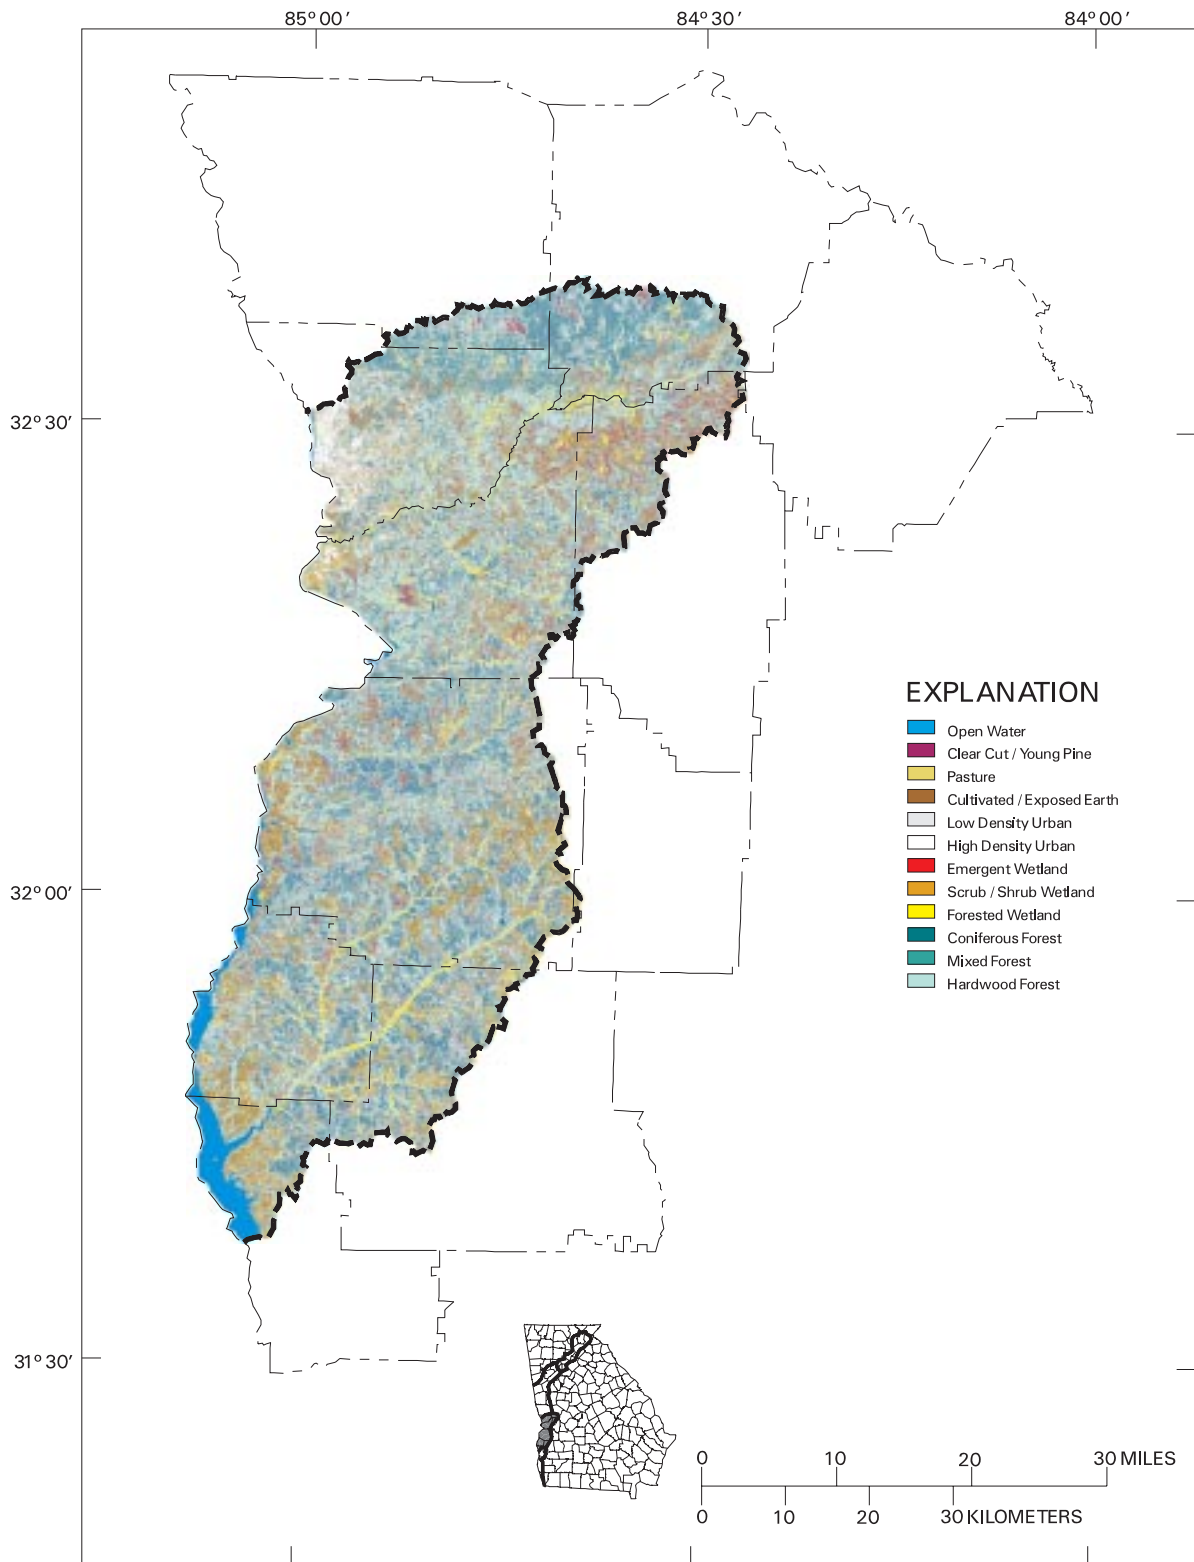 85° 00′ 84° 30′ 84° 00′
32° 30′
EXPLANATION
Open Water
Clear Cut / Young Pine
Pasture
Cultivated / Exposed Earth
Low Density Urban
High Density Urban
Emergent Wetland
32° 00′
Scrub / Shrub Wetland
Forested Wetland
Coniferous Forest
Mixed Forest
Hardwood Forest
31° 30′
0 10 20 30 MILES
0 10 20 30 KILOMETERS